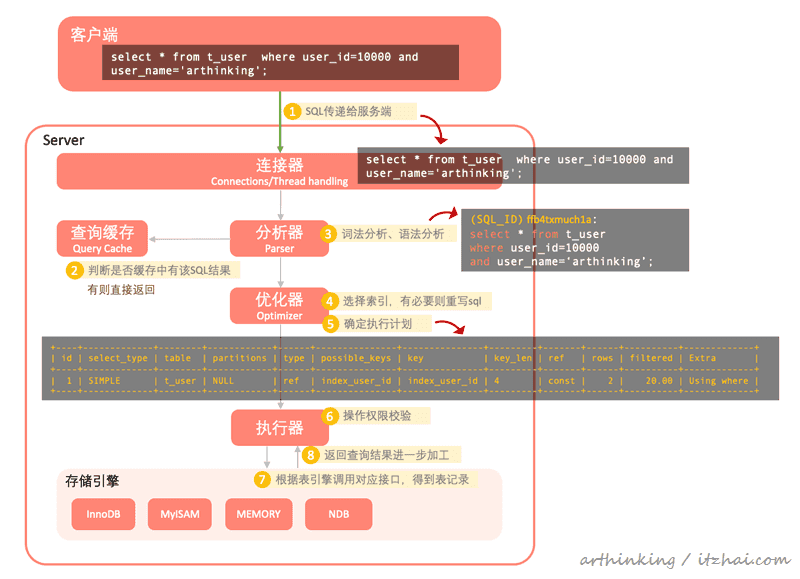 客户端
select * from t_user  where user_id=10000 and
user_name='arthinking';
1 SQL传递给服务端
Server
连接器
Connections/Thread handling
select * from t_user  where user_id=10000 and
user_name='arthinking';
查询缓存
Query Cache
分析器
Parser
3 词法分析、语法分析
(SQL_ID) ffb4txmuch1a:
select * from t_user
where user_id=10000
and user_name='arthinking';
2 判断是否缓存中有该SQL结果
有则直接返回
优化器
Optimizer
4 选择索引，有必要则重写sql
5 确定执行计划
+----+-------------+--------+------------+------+---------------+---------------+---------+-------+------+----------+-------------+
| id | select_type | table | partitions | type | possible_keys | key | key_len | ref | rows | filtered | Extra |
+----+-------------+--------+------------+------+---------------+---------------+---------+-------+------+----------+-------------+
| 1 | SIMPLE | t_user | NULL | ref | index_user_id | index_user_id | 4 | const | 2 | 20.00 | Using where |
+----+-------------+--------+------------+------+---------------+---------------+---------+-------+------+----------+-------------+
执行器
6 操作权限校验
8 返回查询结果进一步加工
存储引擎
7 根据表引擎调用对应接口，得到表记录
InnoDB
MyISAM
MEMORY
NDB
arthinking / itzhai.com